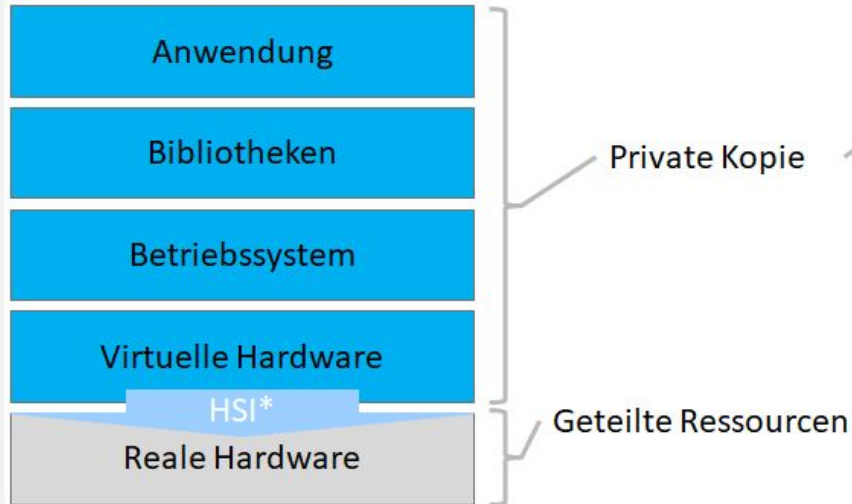 Anwendung
Bibliotheken
Private Kopie
Betriebssystem
Virtuelle Hardware
HSI*
Geteilte Ressourcen
Reale Hardware